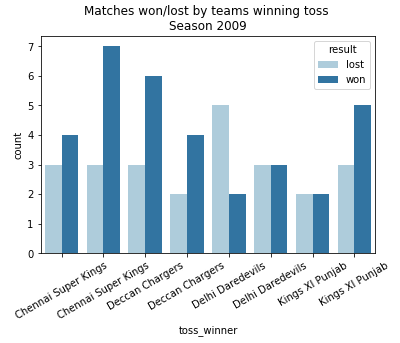 Matches won/lost by teams winning toss
Season 2009
result
lost
won
count
7
6
5
4
3
2
1
0
Chennai Super Kings
Chennai Super Kings
Deccan Chargers
Deccan Chargers
Delhi Daredevils
Delhi Daredevils
Kings XI Punjab
Kings XI Punjab
toss_winner